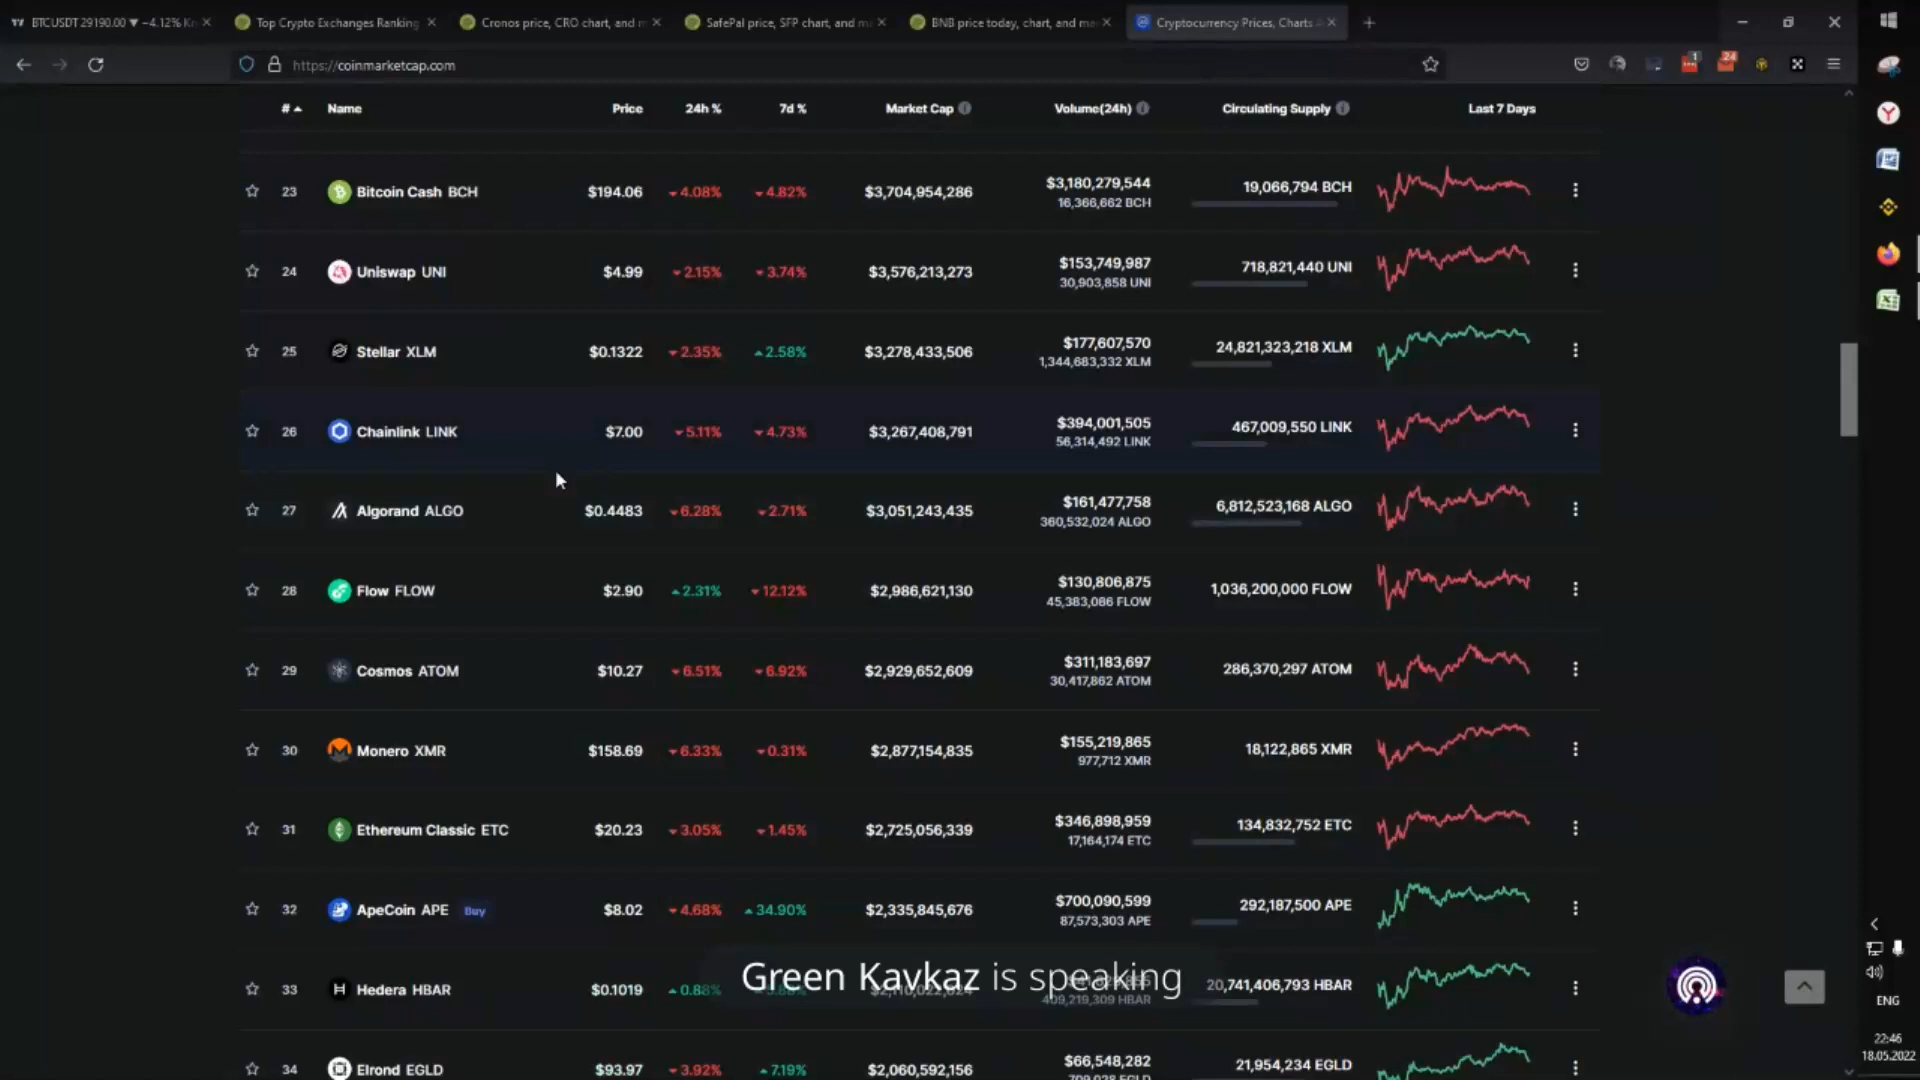 BTCUSDT 29190.00 ▼ −4.12%
Top Crypto Exchanges Ranking
Cronos price, CRO chart, and m
SafePal price, SFP chart, and m
BNB price today, chart, and ma
Cryptocurrency Prices, Charts
https://coinmarketcap.com
1
24
# Name Price 24h % 7d % Market Cap Volume(24h) Circulating Supply Last 7 Days
23 Bitcoin Cash BCH $194.06 4.08% 4.82% $3,704,954,286 $3,180,279,544 19,066,794 BCH
16,366,662 BCH
24 Uniswap UNI $4.99 2.15% 3.74% $3,576,213,273 $153,749,987 718,821,440 UNI
30,903,858 UNI
25 Stellar XLM $0.1322 2.35% 2.58% $3,278,433,506 $177,607,570 24,821,323,218 XLM
1,344,683,332 XLM
26 Chainlink LINK $7.00 5.11% 4.73% $3,267,408,791 $394,001,505 467,009,550 LINK
56,314,492 LINK
27 Algorand ALGO $0.4483 6.28% 2.71% $3,051,243,435 $161,477,758 6,812,523,168 ALGO
360,532,024 ALGO
28 Flow FLOW $2.90 2.31% 12.12% $2,986,621,130 $130,806,875 1,036,200,000 FLOW
45,383,086 FLOW
29 Cosmos ATOM $10.27 6.51% 6.92% $2,929,652,609 $311,183,697 286,370,297 ATOM
30,417,862 ATOM
30 Monero XMR $158.69 6.33% 0.31% $2,877,154,835 $155,219,865 18,122,865 XMR
977,712 XMR
31 Ethereum Classic ETC $20.23 3.05% 1.45% $2,725,056,339 $346,898,959 134,832,752 ETC
17,164,174 ETC
32 ApeCoin APE Buy $8.02 4.68% 34.90% $2,335,845,676 $700,090,599 292,187,500 APE
87,573,303 APE
Green Kavkaz is speaking
33 Hedera HBAR $0.1019 0.88% 20,741,406,793 HBAR
409,219,309 HBAR
34 Elrond EGLD $93.97 3.92% 7.19% $2,060,592,156 $66,548,282 21,954,234 EGLD
ENG
22:46
18.05.2022